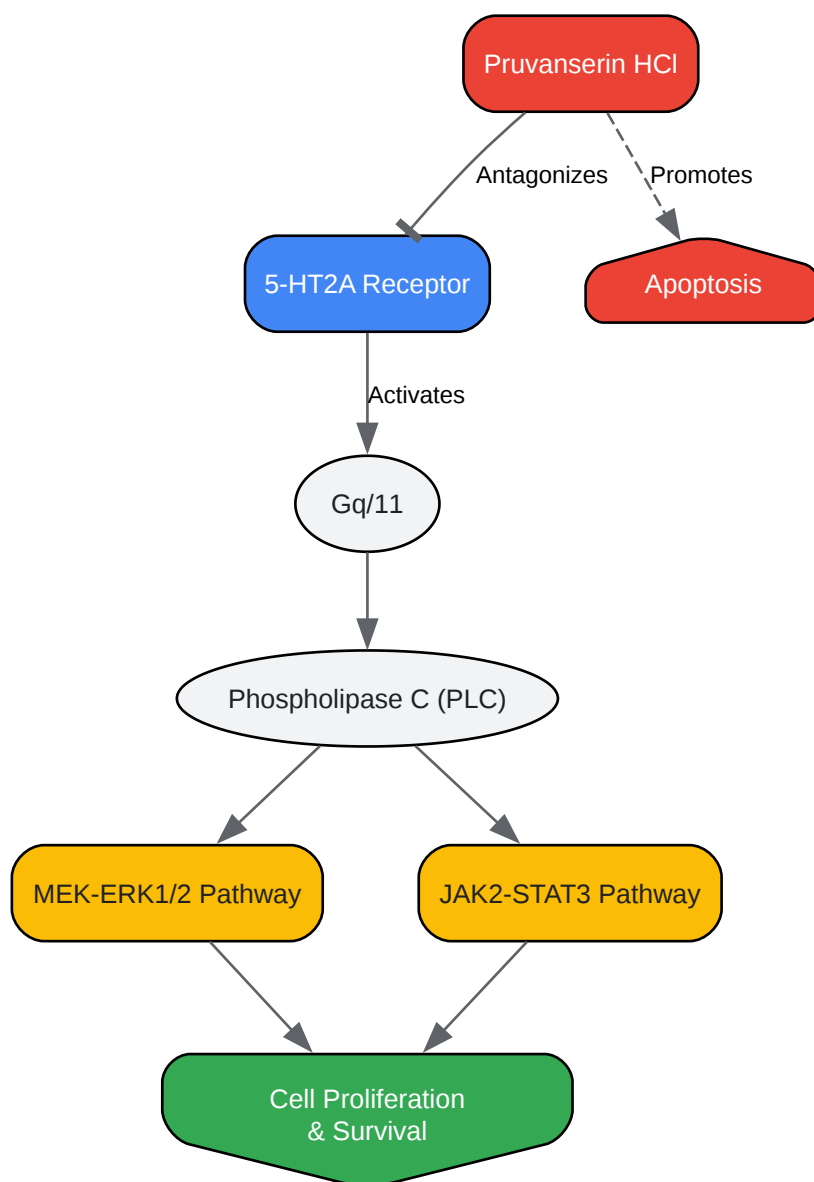 Pruvanserin HCl
Antagonizes
Promotes
5-HT2A Receptor
Apoptosis
Activates
Gq/11
Phospholipase C (PLC)
MEK-ERK1/2 Pathway
JAK2-STAT3 Pathway
Cell Proliferation
& Survival